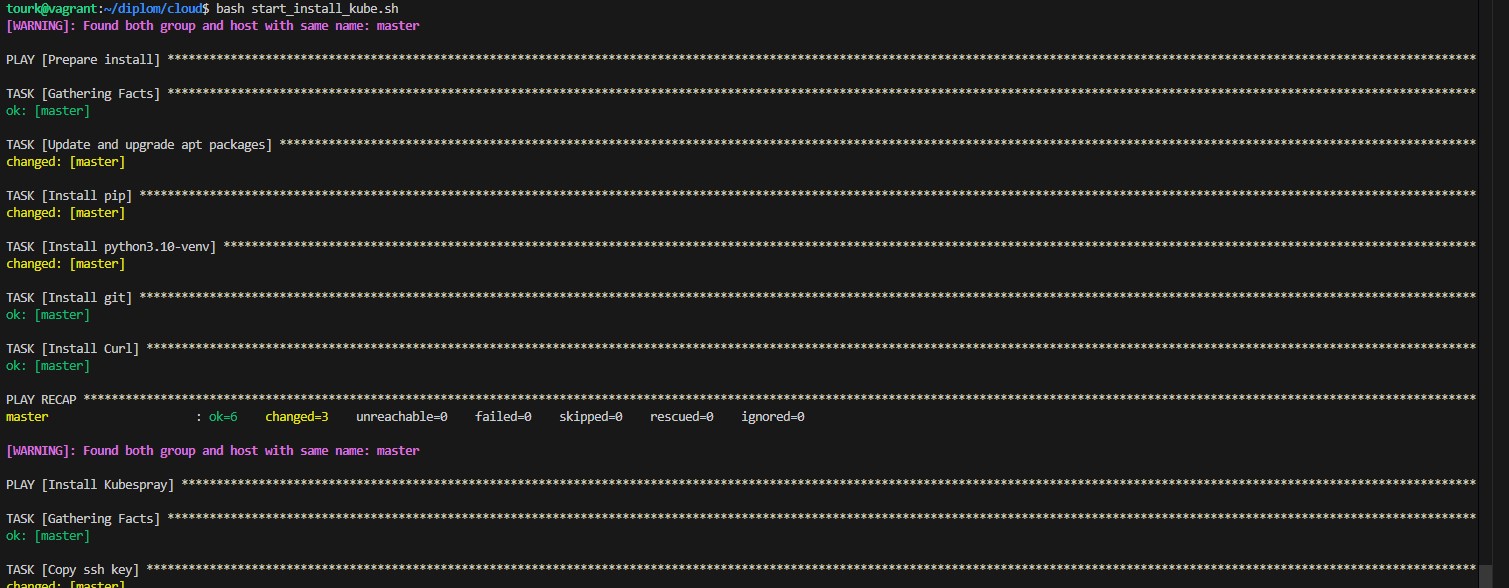 tourk@vagrant:~/diplom/cloud$ bash start_install_kube.sh
[WARNING]: Found both group and host with same name: master
PLAY [Prepare install] ****************************************************************************************************************************************************************************************
TASK [Gathering Facts] ****************************************************************************************************************************************************************************************
ok: [master]
TASK [Update and upgrade apt packages] ************************************************************************************************************************************************************************
changed: [master]
TASK [Install pip] ********************************************************************************************************************************************************************************************
changed: [master]
TASK [Install python3.10-venv] ********************************************************************************************************************************************************************************
changed: [master]
TASK [Install git] ********************************************************************************************************************************************************************************************
ok: [master]
TASK [Install Curl] *******************************************************************************************************************************************************************************************
ok: [master]
PLAY RECAP ****************************************************************************************************************************************************************************************************
master                     : ok=6    changed=3    unreachable=0    failed=0    skipped=0    rescued=0    ignored=0
[WARNING]: Found both group and host with same name: master
PLAY [Install Kubespray] **************************************************************************************************************************************************************************************
TASK [Gathering Facts] ****************************************************************************************************************************************************************************************
ok: [master]
TASK [Copy ssh key] *******************************************************************************************************************************************************************************************
changed: [master]